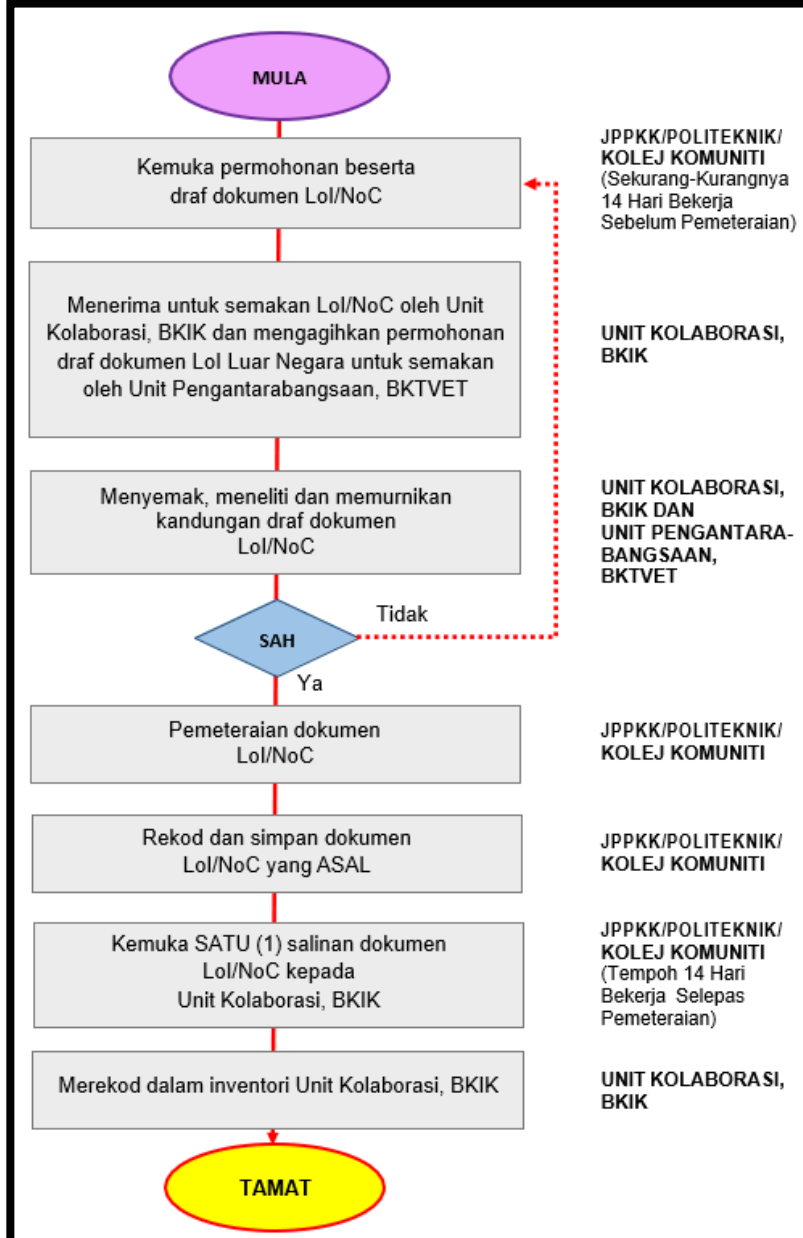 MULA
Kemuka permohonan beserta
draf dokumen LoI/NoC
JPPKK/POLITEKNIK/
KOLEJ KOMUNITI
(Sekurang-Kurangnya
14 Hari Bekerja
Sebelum Pemeteraian)
Menerima untuk semakan LoI/NoC oleh Unit
Kolaborasi, BKIK dan mengagihkan permohonan
draf dokumen LoI Luar Negara untuk semakan
oleh Unit Pengantarabangsaan, BKTVET
UNIT KOLABORASI,
BKIK
Menyemak, meneliti dan memurnikan
kandungan draf dokumen
LoI/NoC
UNIT KOLABORASI,
BKIK DAN
UNIT PENGANTARA-
BANGSAAN,
BKTVET
SAH
Tidak
Ya
Pemeteraian dokumen
LoI/NoC
JPPKK/POLITEKNIK/
KOLEJ KOMUNITI
Rekod dan simpan dokumen
LoI/NoC yang ASAL
JPPKK/POLITEKNIK/
KOLEJ KOMUNITI
Kemuka SATU (1) salinan dokumen
LoI/NoC kepada
Unit Kolaborasi, BKIK
JPPKK/POLITEKNIK/
KOLEJ KOMUNITI
(Tempoh 14 Hari
Bekerja Selepas
Pemeteraian)
Merekod dalam inventori Unit Kolaborasi, BKIK
UNIT KOLABORASI,
BKIK
TAMAT